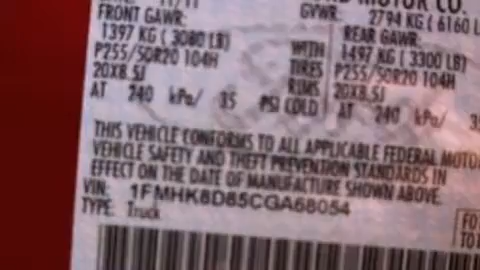 11/11 MOTOR CO.
FRONT GAWR: GVWR: 2794 KG ( 6160 L
1397 KG ( 3080 LB) REAR GAWR:
P255/50R20 104H WITH 1497 KG ( 3300 LB)
20X8.5J TIRES P255/50R20 104H
RIMS 20X8.5J
AT 240 kPa/ 35 PSI COLD AT 240 kPa/ 35
THIS VEHICLE CONFORMS TO ALL APPLICABLE FEDERAL MOTO
VEHICLE SAFETY AND THEFT PREVENTION STANDARDS IN
EFFECT ON THE DATE OF MANUFACTURE SHOWN ABOVE.
VIN: 1FMHK8D85CGA68054
TYPE: Truck